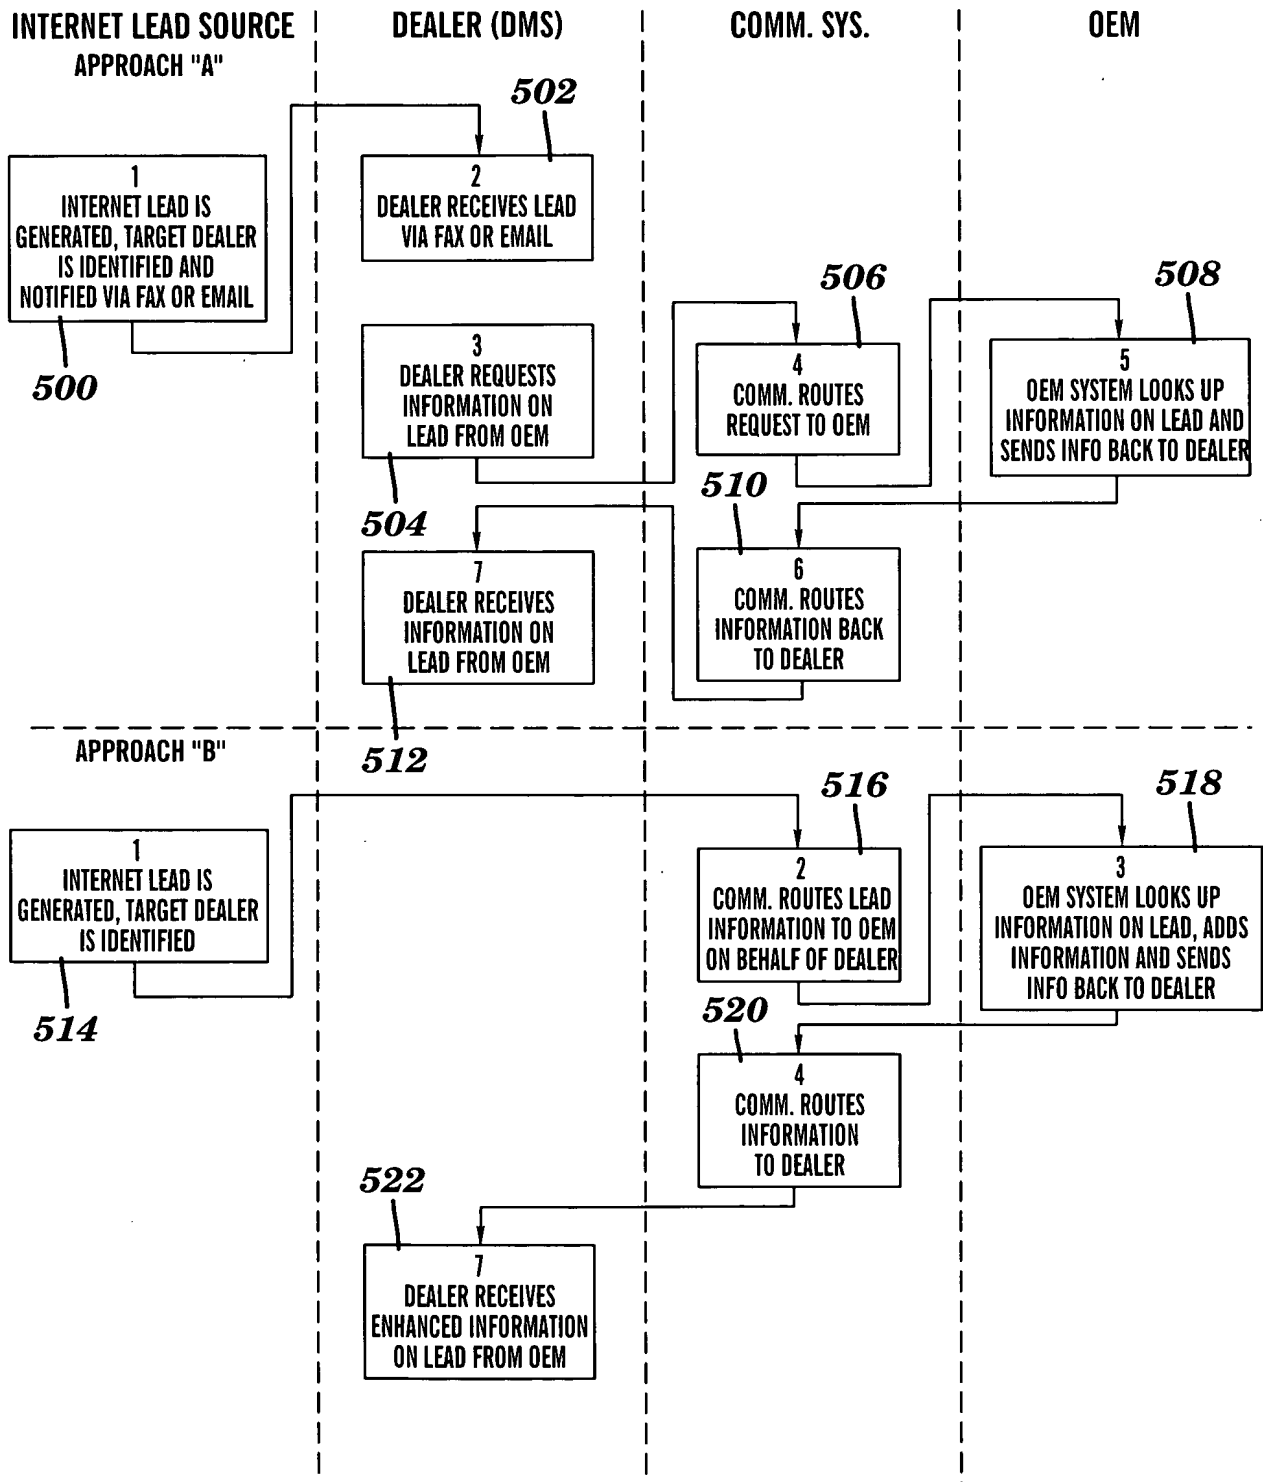 INTERNET LEAD SOURCE
APPROACH "A"
DEALER (DMS)
COMM. SYS.
OEM
500
1
INTERNET LEAD IS
GENERATED, TARGET DEALER
IS IDENTIFIED AND
NOTIFIED VIA FAX OR EMAIL
502
2
DEALER RECEIVES LEAD
VIA FAX OR EMAIL
504
3
DEALER REQUESTS
INFORMATION ON
LEAD FROM OEM
506
4
COMM. ROUTES
REQUEST TO OEM
508
5
OEM SYSTEM LOOKS UP
INFORMATION ON LEAD AND
SENDS INFO BACK TO DEALER
510
6
COMM. ROUTES
INFORMATION BACK
TO DEALER
512
7
DEALER RECEIVES
INFORMATION ON
LEAD FROM OEM
APPROACH "B"
514
1
INTERNET LEAD IS
GENERATED, TARGET DEALER
IS IDENTIFIED
516
2
COMM. ROUTES LEAD
INFORMATION TO OEM
ON BEHALF OF DEALER
518
3
OEM SYSTEM LOOKS UP
INFORMATION ON LEAD, ADDS
INFORMATION AND SENDS
INFO BACK TO DEALER
520
4
COMM. ROUTES
INFORMATION
TO DEALER
522
7
DEALER RECEIVES
ENHANCED INFORMATION
ON LEAD FROM OEM